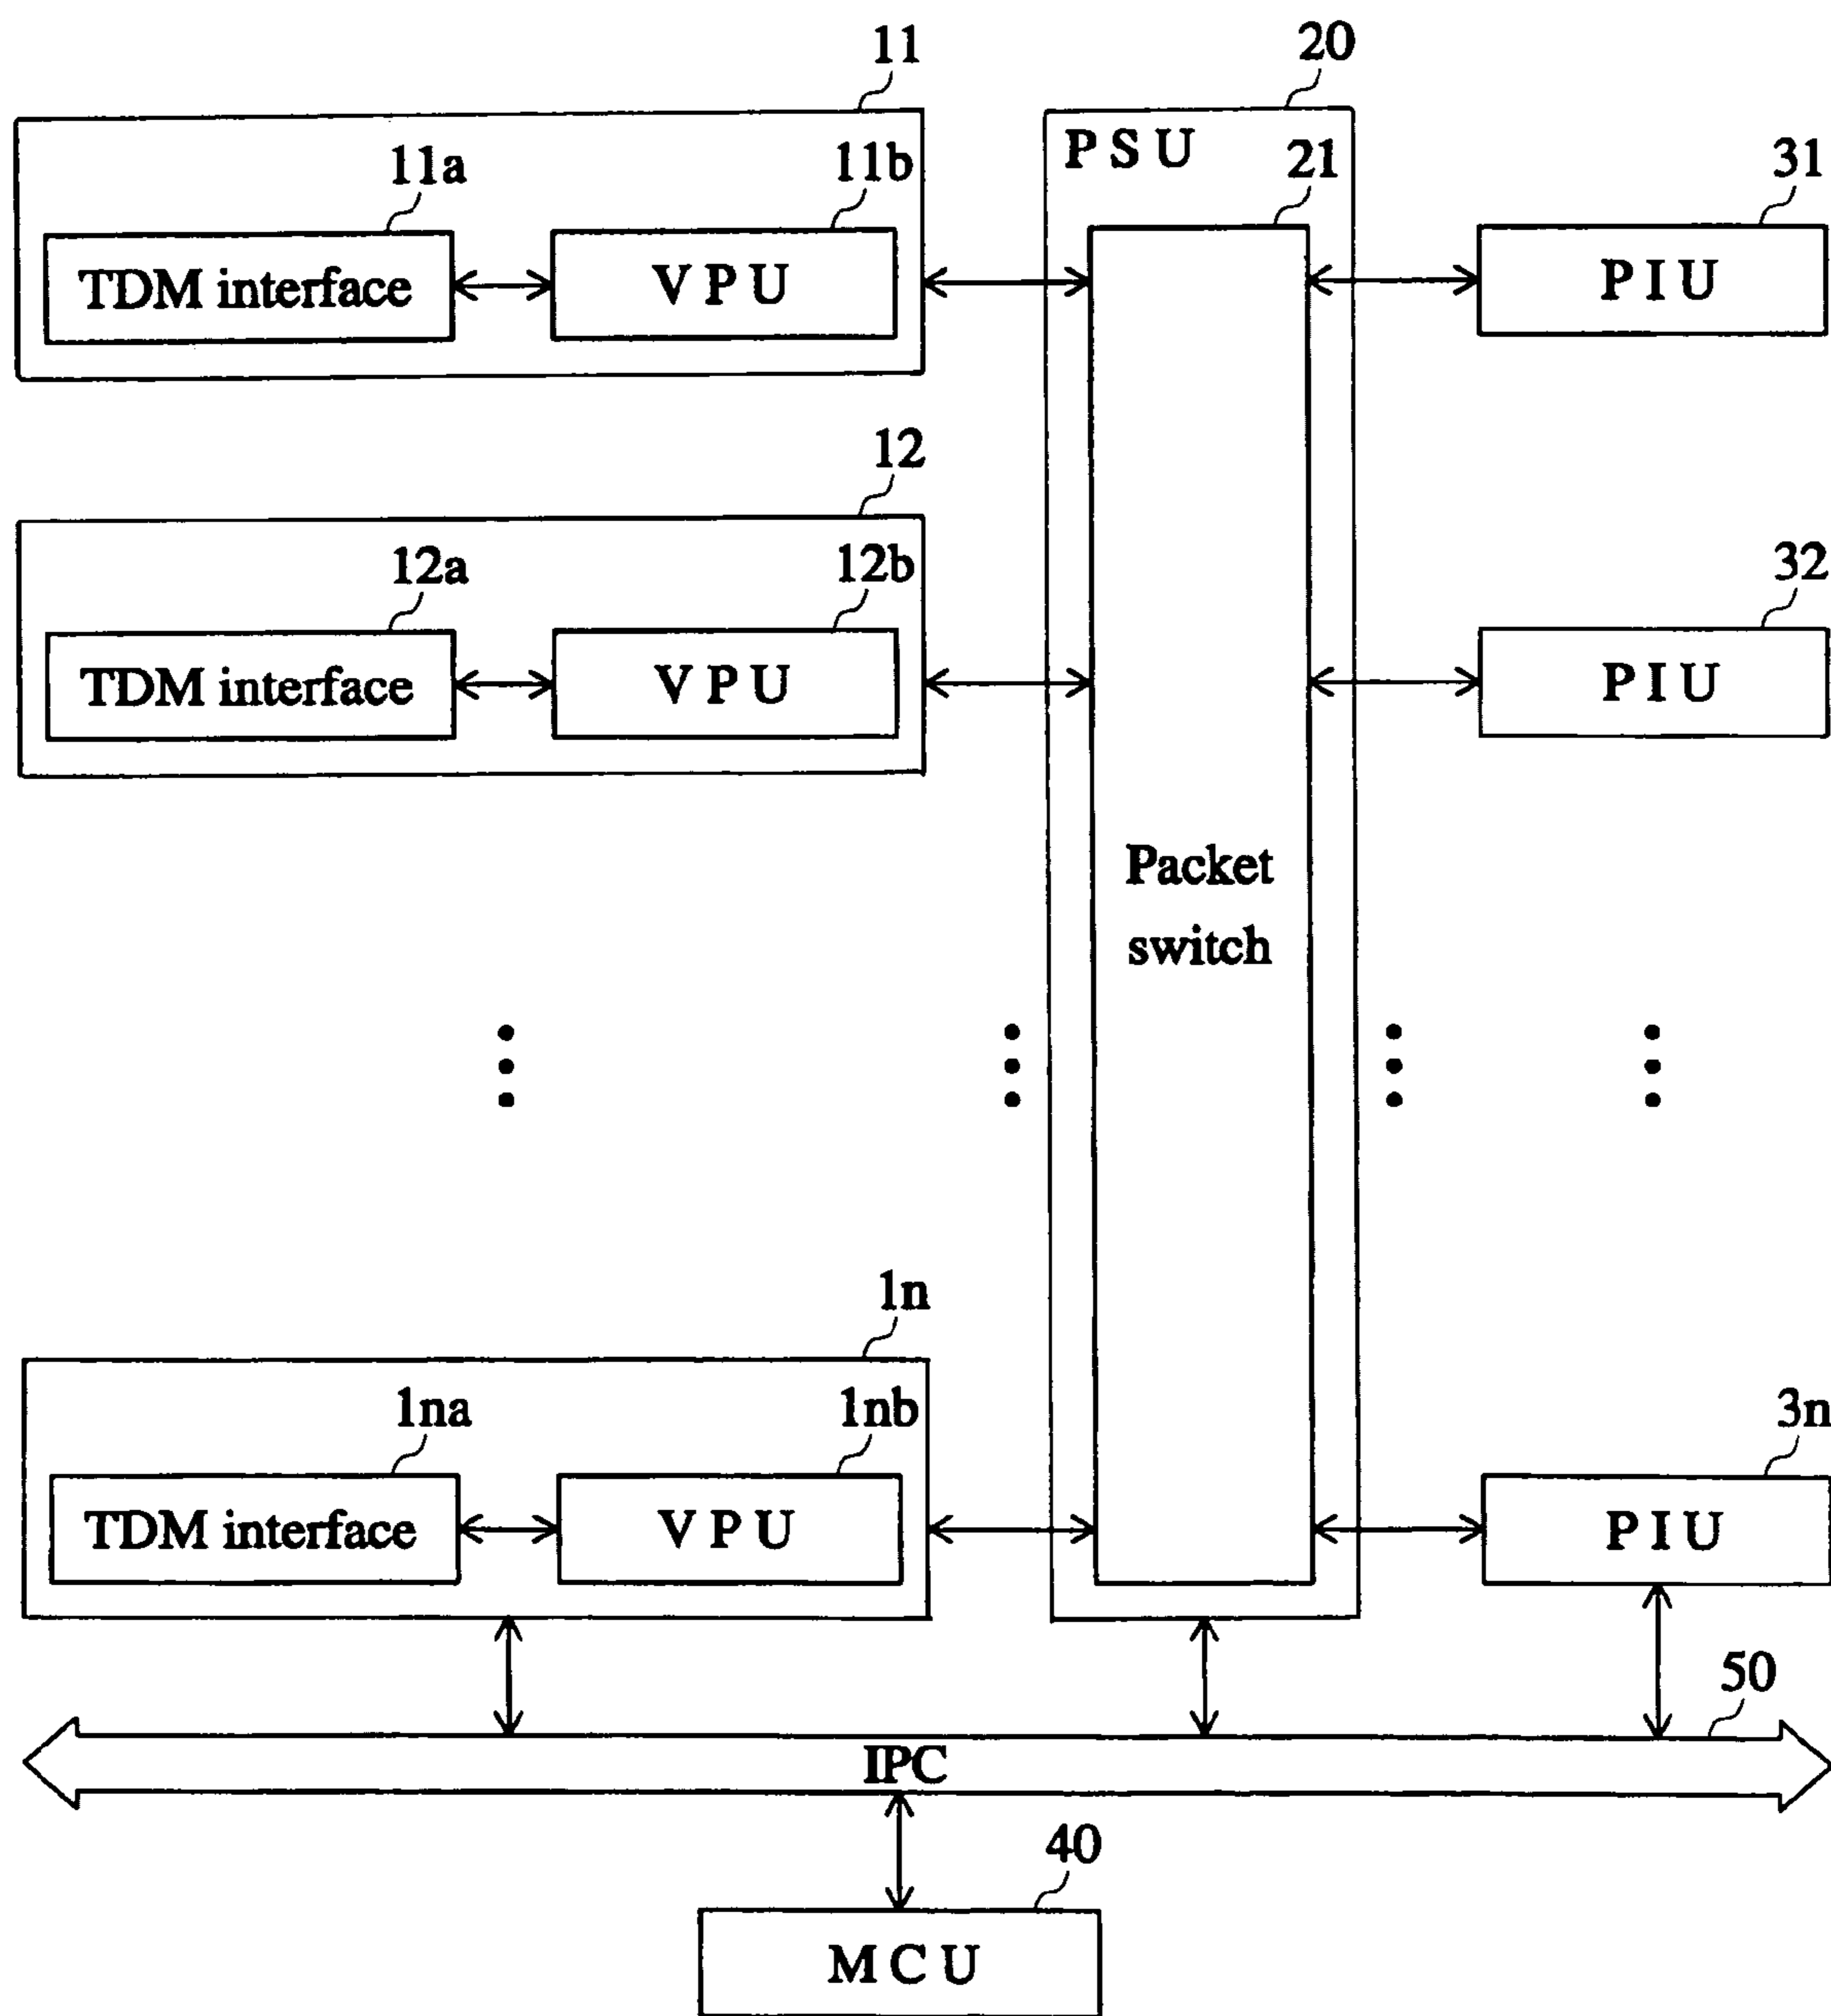 11
20
PSU
11a
11b
21
31
TDM interface
VPU
PIU
12
12a
12b
32
TDM interface
VPU
PIU
Packet
switch
1n
1na
1nb
3n
TDM interface
VPU
PIU
50
IPC
40
MCU